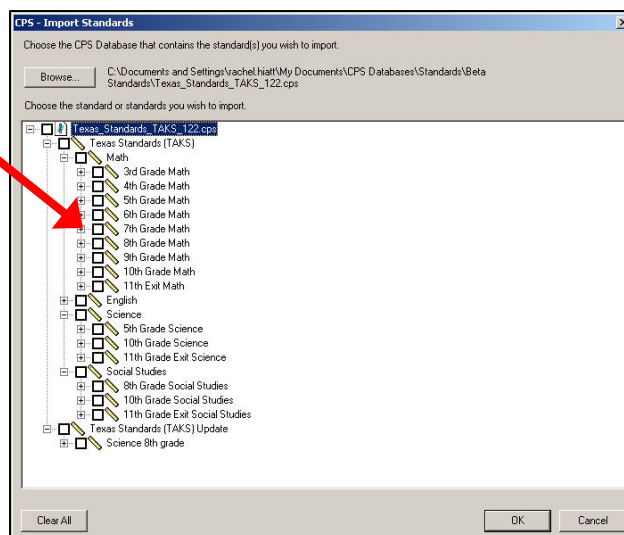 CPS - Import Standards
Choose the CPS Database that contains the standard(s) you wish to import.
Browse...
C:\Documents and Settings\rachel.hiatt\My Documents\CPS Databases\Standards\Beta
Standards\Texas_Standards_TAKS_122.cps
Choose the standard or standards you wish to import.
Texas_Standards_TAKS_122.cps
Texas Standards (TAKS)
Math
3rd Grade Math
4th Grade Math
5th Grade Math
6th Grade Math
7th Grade Math
8th Grade Math
9th Grade Math
10th Grade Math
11th Exit Math
English
Science
5th Grade Science
10th Grade Science
11th Grade Exit Science
Social Studies
8th Grade Social Studies
10th Grade Social Studies
11th Grade Exit Social Studies
Texas Standards (TAKS) Update
Science 8th grade
Clear All
OK
Cancel